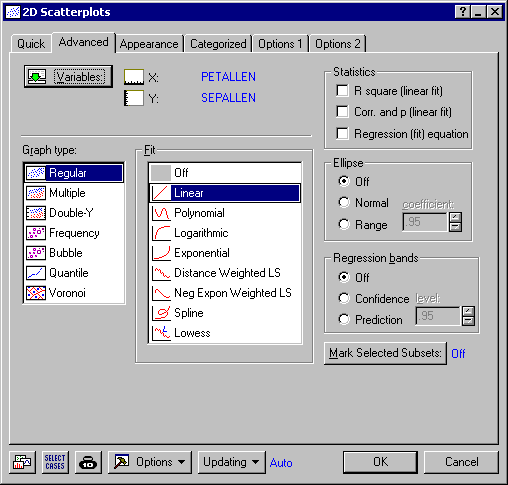 2D Scatterplots
?
Quick Advanced Appearance Categorized Options 1 Options 2
Variables:
X: PETALLEN
Y: SEPALLEN
Graph type:
Regular
Multiple
Double-Y
Frequency
Bubble
Quantile
Voronoi
Fit
Off
Linear
Polynomial
Logarithmic
Exponential
Distance Weighted LS
Neg Expon Weighted LS
Spline
Lowess
Statistics
R square (linear fit)
Corr. and p (linear fit)
Regression (fit) equation
Ellipse
Off
Normal coefficient:
Range .95
Regression bands
Off
Confidence level:
Prediction .95
Mark Selected Subsets: Off
SELECT
CASES
Options Updating Auto OK Cancel